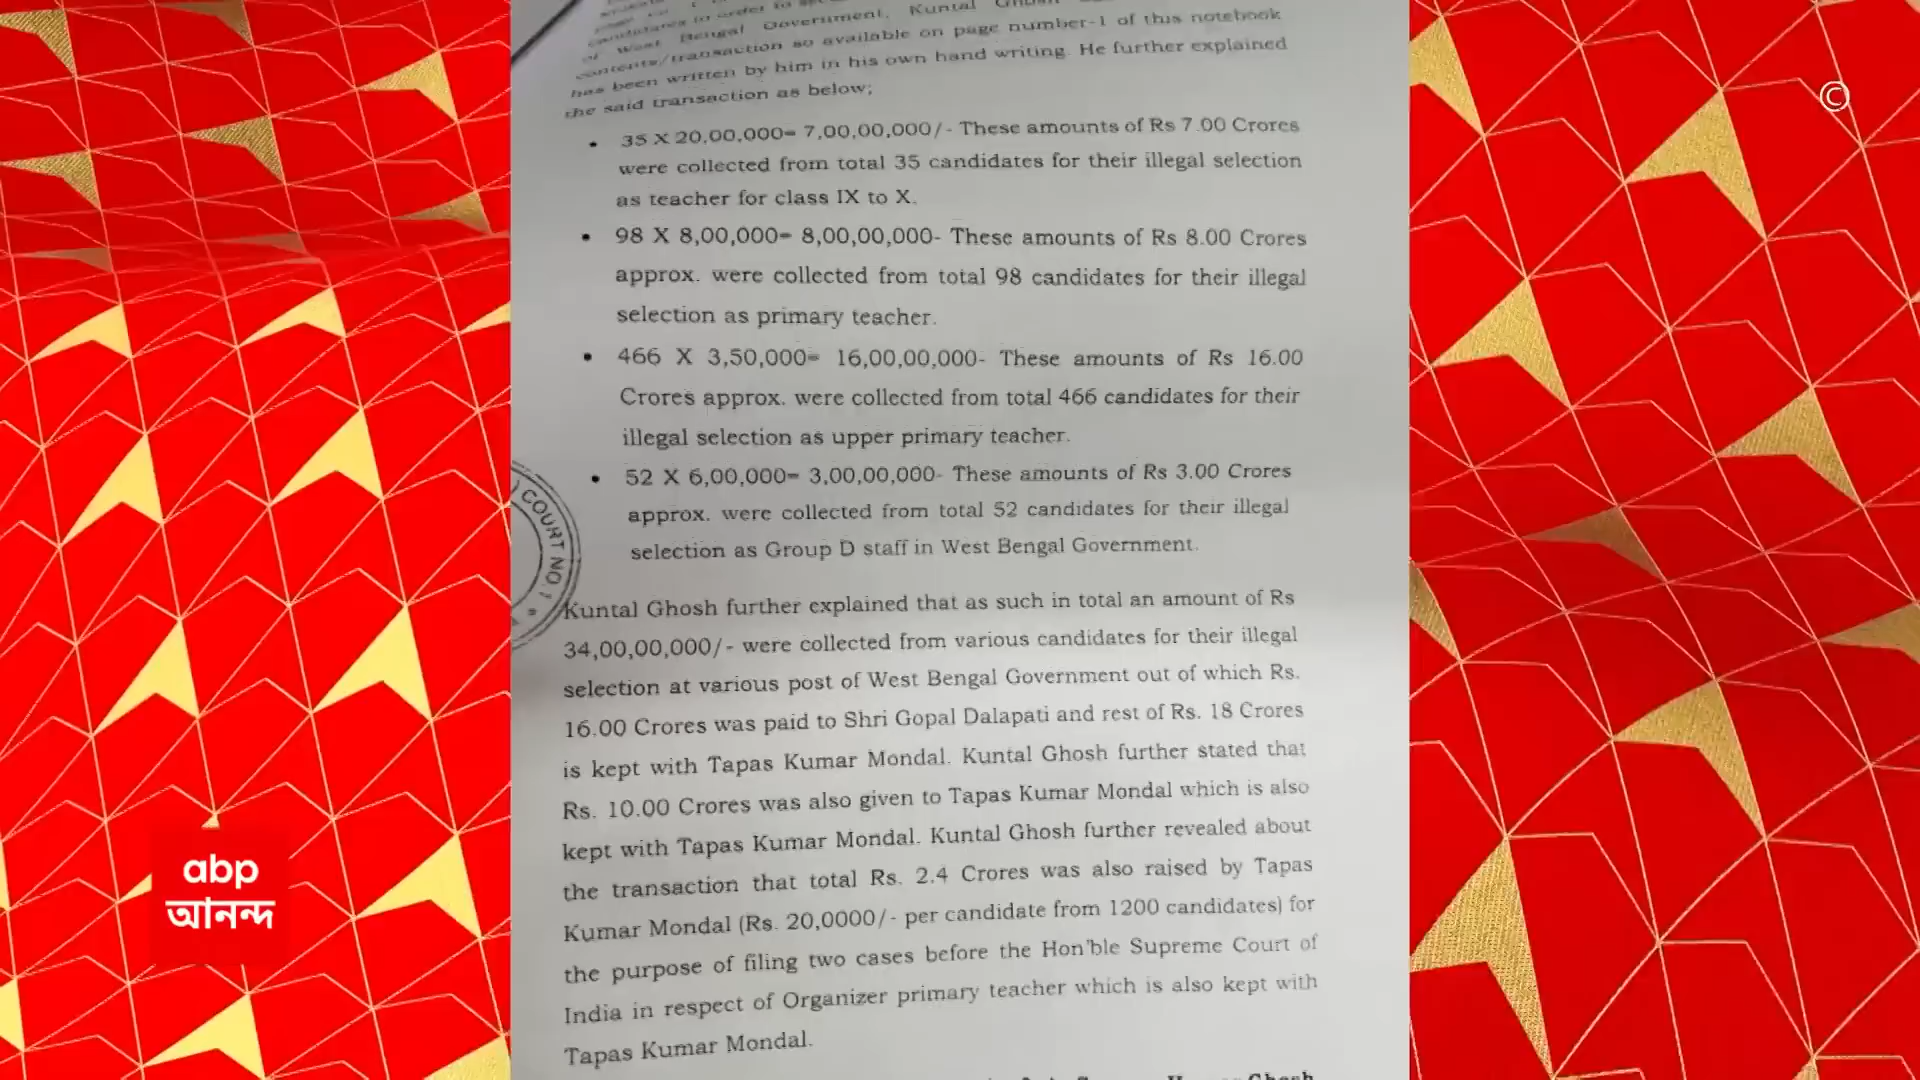 candidates in order to
of West Bengal Government, Kuntal
contents/transaction so available on page number-1 of this notebook
has been written by him in his own hand writing. He further explained
the said transaction as below;
• 35 X 20,00,000= 7,00,00,000/- These amounts of Rs 7.00 Crores
were collected from total 35 candidates for their illegal selection
as teacher for class IX to X.
• 98 X 8,00,000= 8,00,00,000- These amounts of Rs 8.00 Crores
approx. were collected from total 98 candidates for their illegal
selection as primary teacher.
• 466 X 3,50,000= 16,00,00,000- These amounts of Rs 16.00
Crores approx. were collected from total 466 candidates for their
illegal selection as upper primary teacher.
• 52 X 6,00,000= 3,00,00,000- These amounts of Rs 3.00 Crores
approx. were collected from total 52 candidates for their illegal
selection as Group D staff in West Bengal Government.
COURT NO. 1
Kuntal Ghosh further explained that as such in total an amount of Rs
34,00,00,000/- were collected from various candidates for their illegal
selection at various post of West Bengal Government out of which Rs.
16.00 Crores was paid to Shri Gopal Dalapati and rest of Rs. 18 Crores
is kept with Tapas Kumar Mondal. Kuntal Ghosh further stated that
Rs. 10.00 Crores was also given to Tapas Kumar Mondal which is also
kept with Tapas Kumar Mondal. Kuntal Ghosh further revealed about
the transaction that total Rs. 2.4 Crores was also raised by Tapas
Kumar Mondal (Rs. 20,0000/- per candidate from 1200 candidates) for
the purpose of filing two cases before the Hon'ble Supreme Court of
India in respect of Organizer primary teacher which is also kept with
Tapas Kumar Mondal.
abp
আনন্দ
©